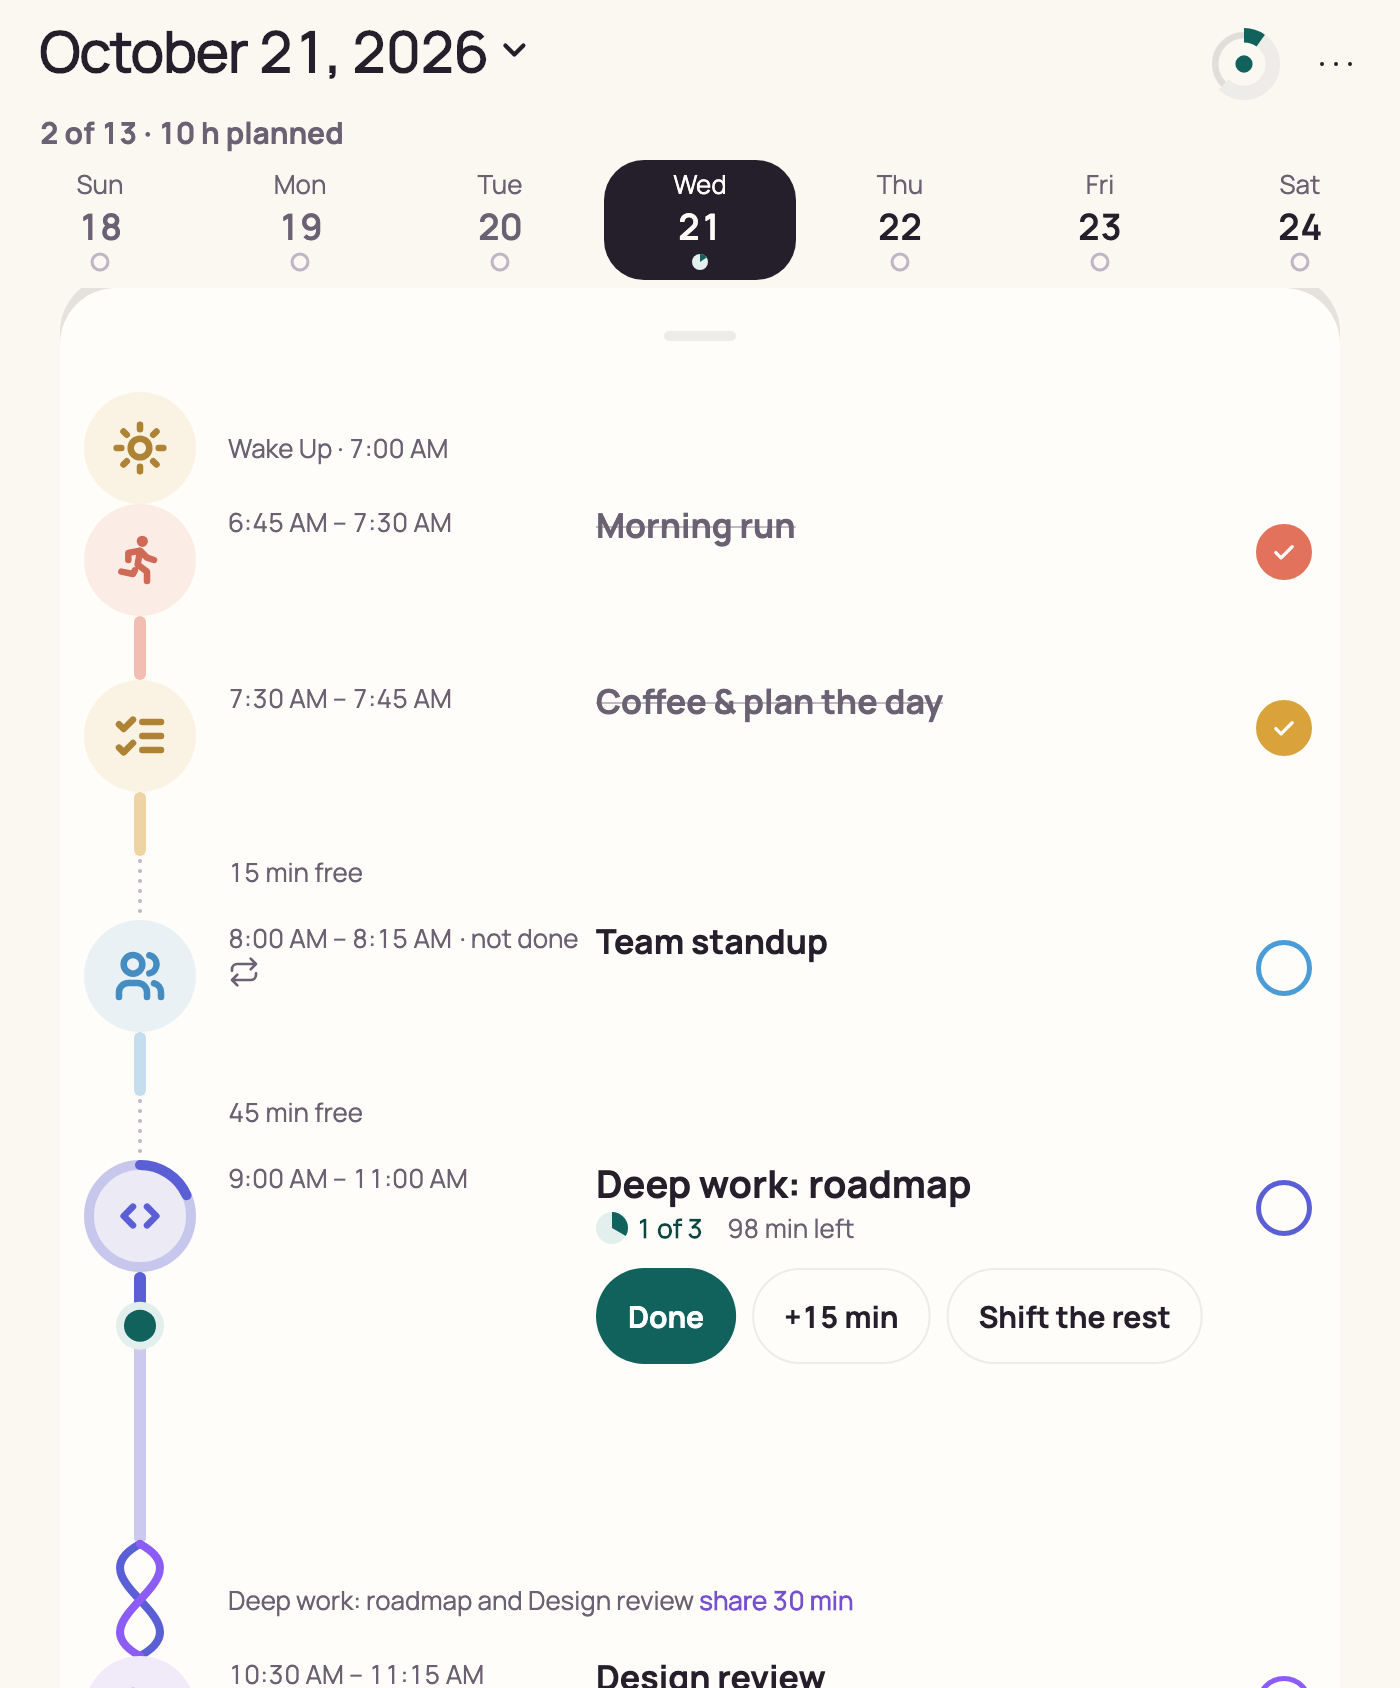 October 21, 2026
...
2 of 13 · 10 h planned
Sun Mon Tue Wed Thu Fri Sat
18 19 20 21 22 23 24
Wake Up · 7:00 AM
6:45 AM – 7:30 AM Morning run
7:30 AM – 7:45 AM Coffee & plan the day
15 min free
8:00 AM – 8:15 AM · not done Team standup
45 min free
9:00 AM – 11:00 AM Deep work: roadmap
1 of 3 98 min left
Done +15 min Shift the rest
Deep work: roadmap and Design review share 30 min
10:30 AM – 11:15 AM Design review